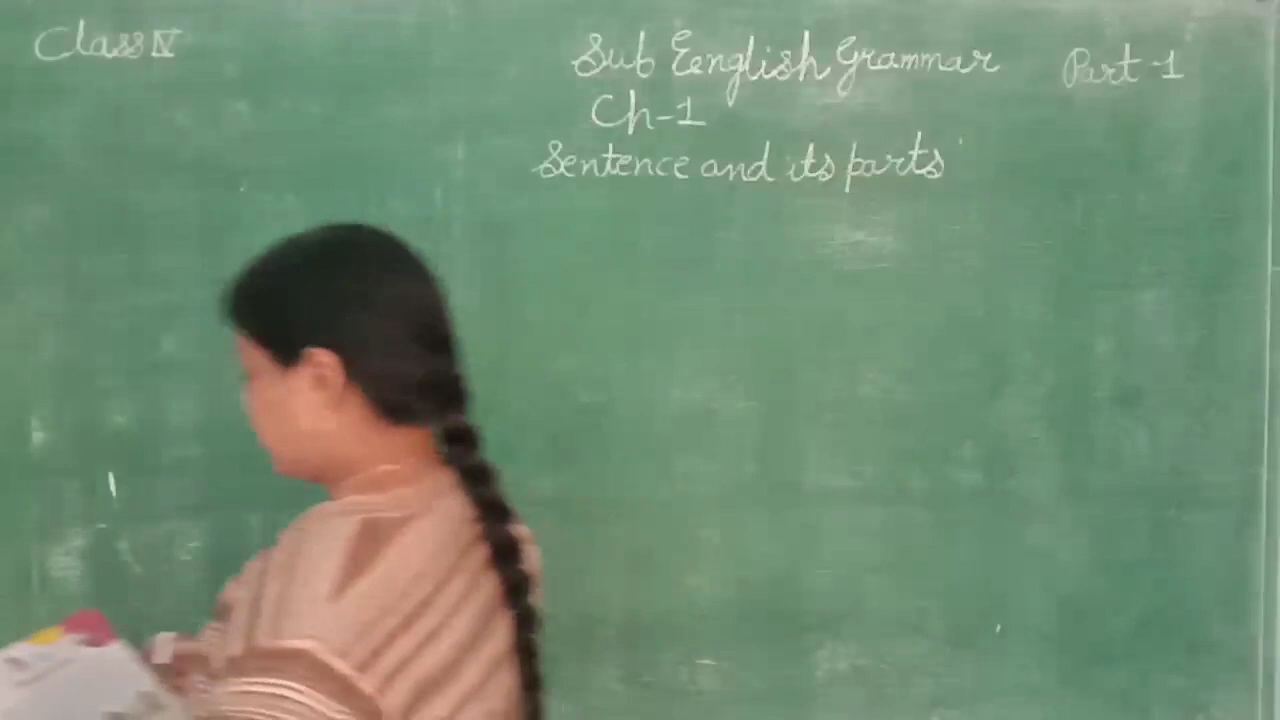 Class IV
Sub Eenglish Grammar Part-1
Ch-1
Sentence and its parts